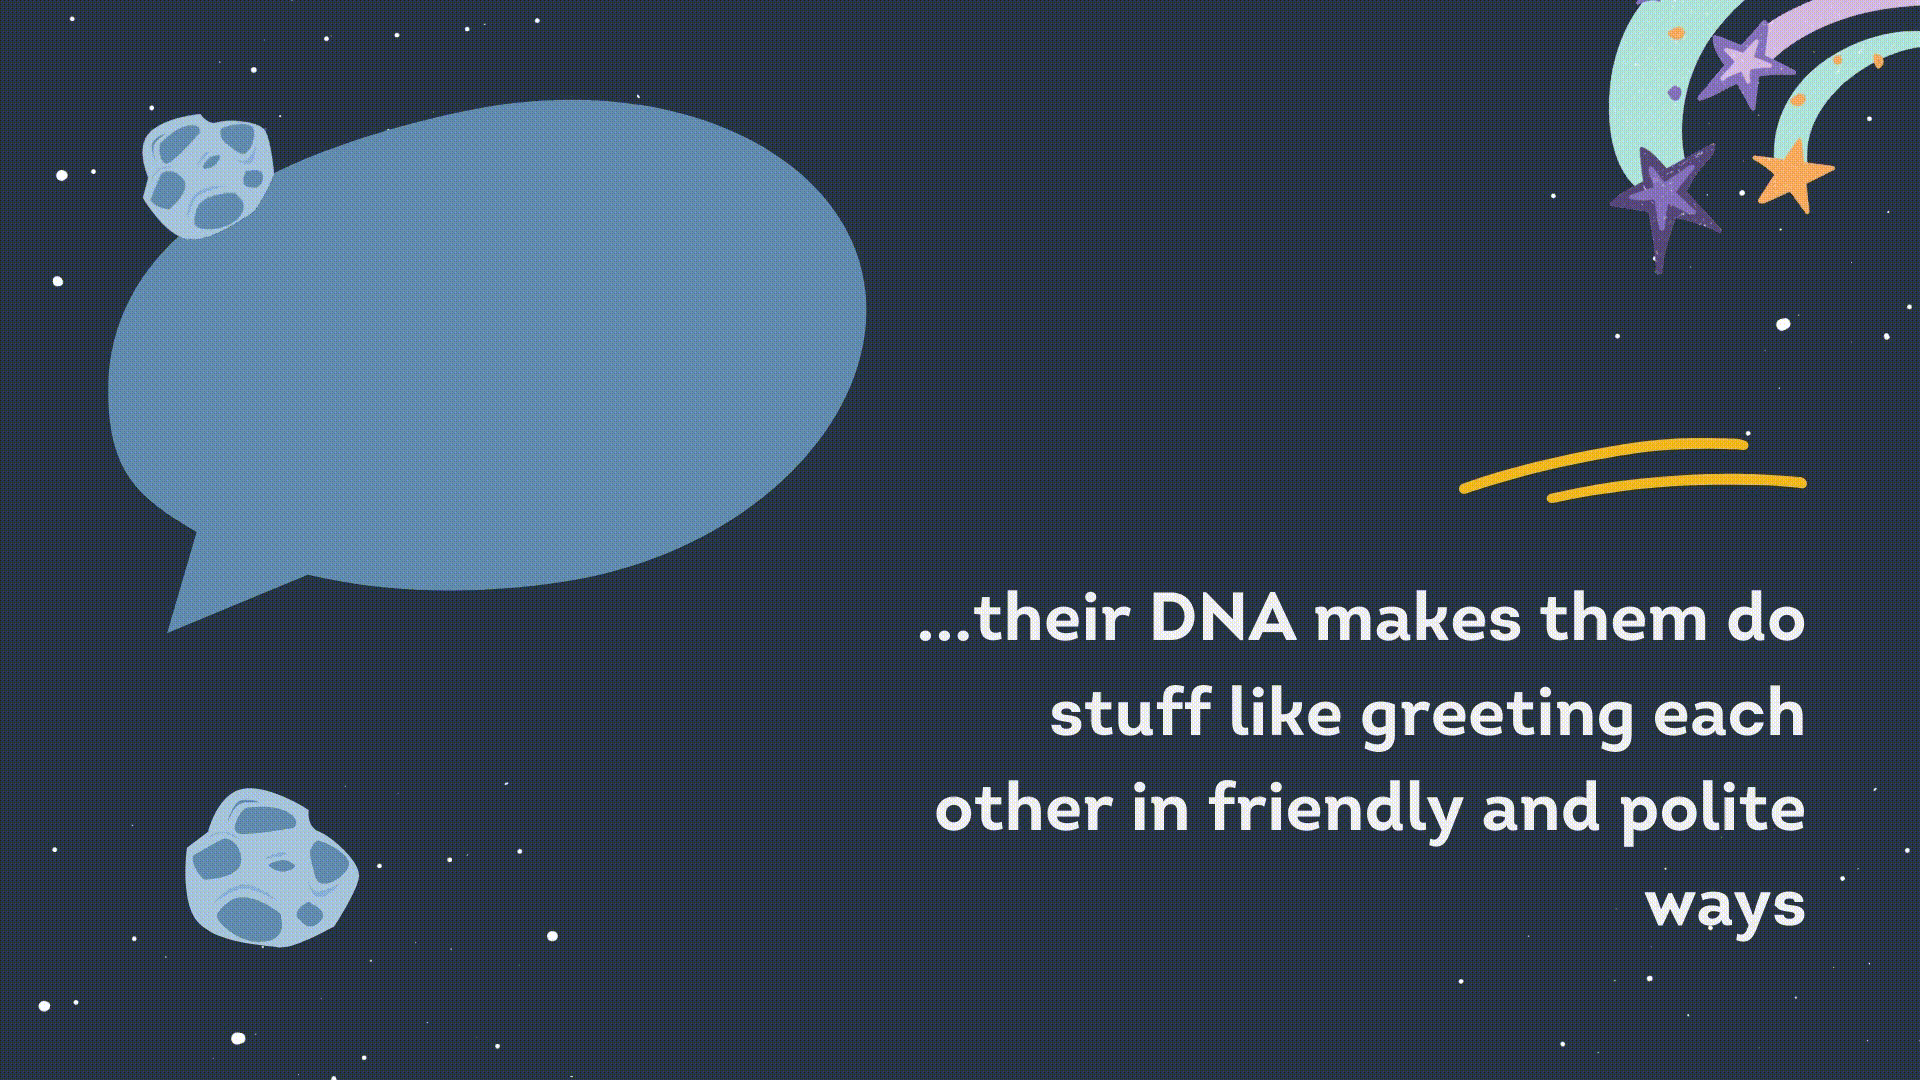 ...their DNA makes them do
stuff like greeting each
other in friendly and polite
ways